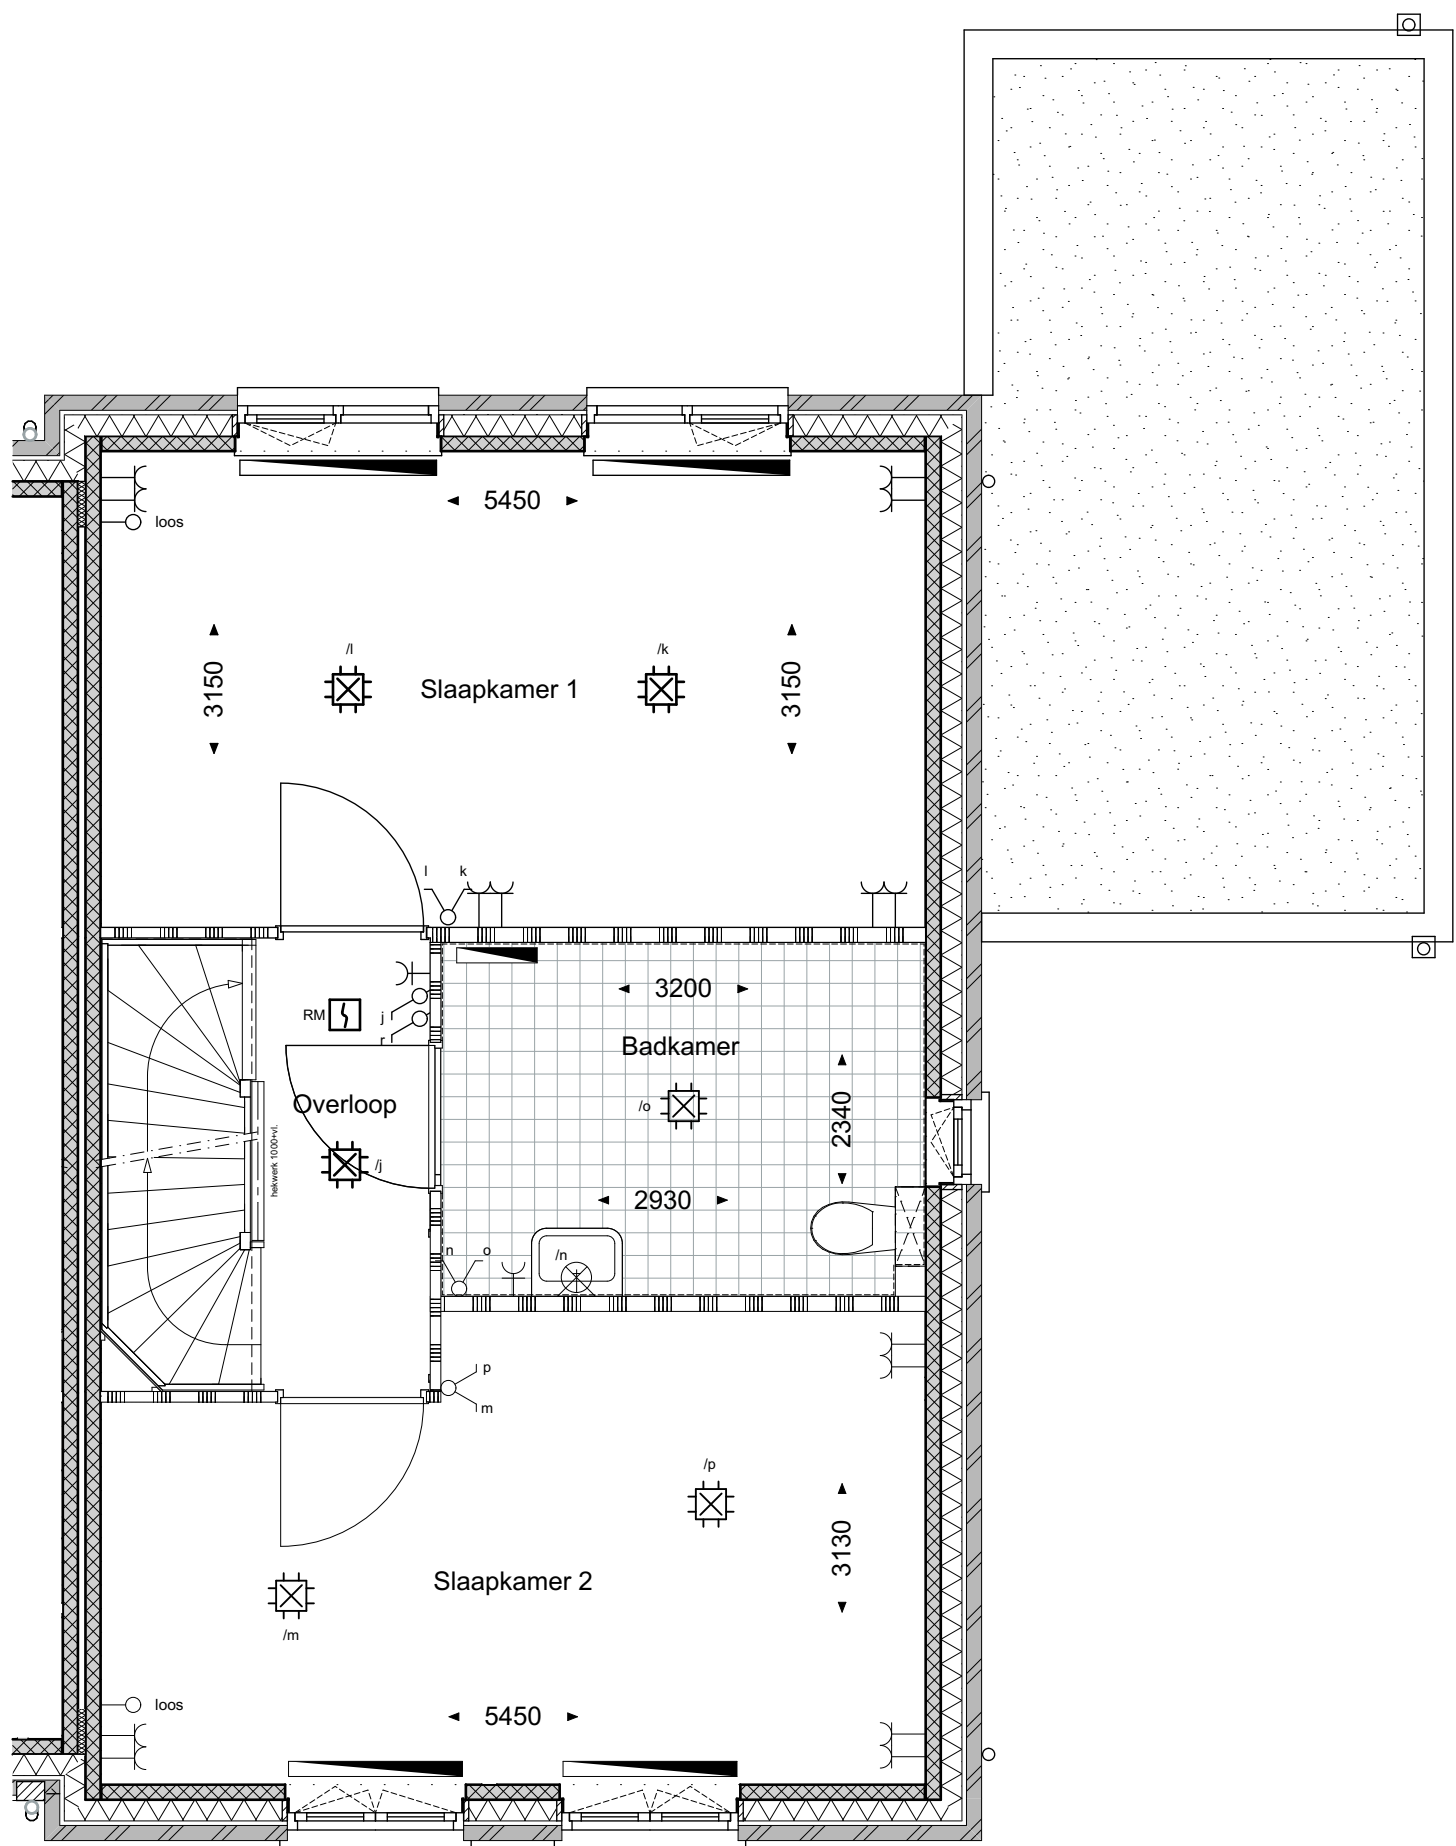 5450
loos
/l
/k
3150
Slaapkamer 1
3150
l
k
3200
RM
j
r
Badkamer
Overloop
/o
2340
hekwerk 1000+vl.
/j
2930
n
o
/n
p
m
/p
3130
Slaapkamer 2
/m
loos
5450